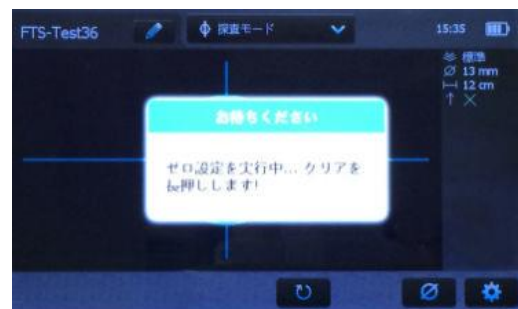 FTS-Test36
探査モード
15:35
標準
13 mm
12 cm
お待ちください
ゼロ設定を実行中... クリアを
長押しします!